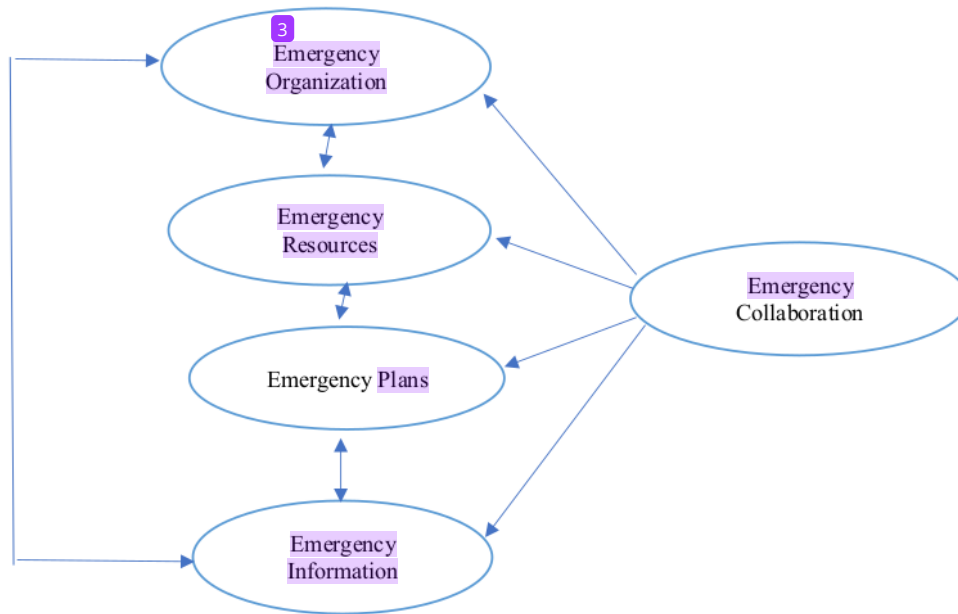 3
Emergency
Organization
Emergency
Resources
Emergency
Collaboration
Emergency Plans
Emergency
Information